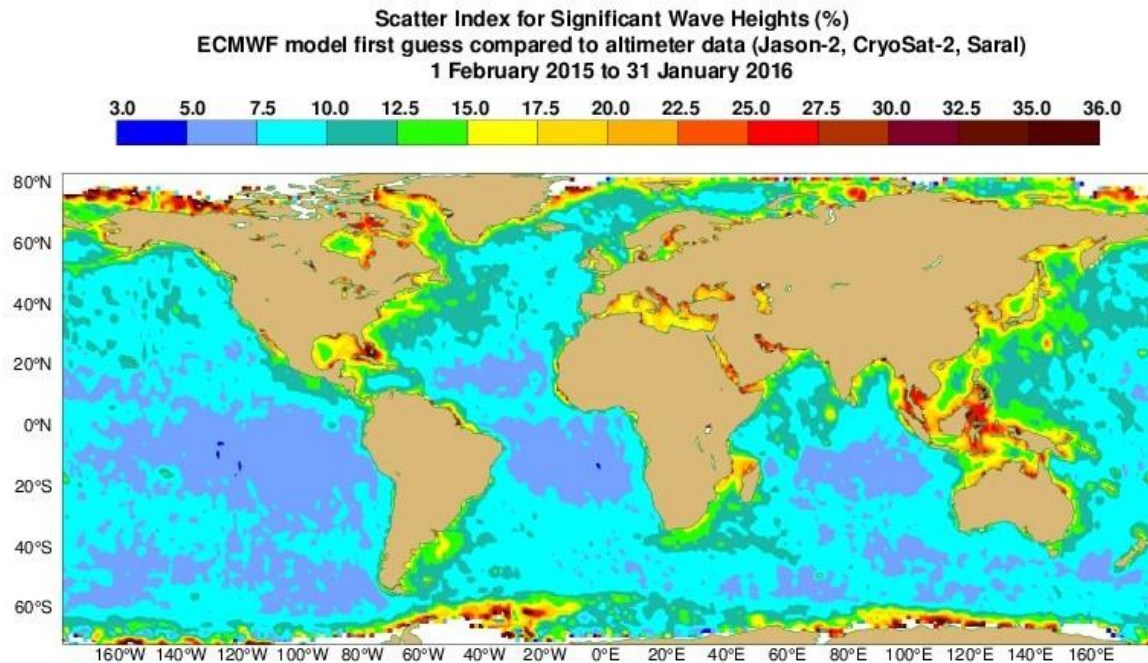 Scatter Index for Significant Wave Heights (%)
ECMWF model first guess compared to altimeter data (Jason-2, CryoSat-2, Saral)
1 February 2015 to 31 January 2016
3.0 5.0 7.5 10.0 12.5 15.0 17.5 20.0 22.5 25.0 27.5 30.0 32.5 35.0 36.0
80°N
60°N
40°N
20°N
0°N
20°S
40°S
60°S
160°W 140°W 120°W 100°W 80°W 60°W 40°W 20°W 0°E 20°E 40°E 60°E 80°E 100°E 120°E 140°E 160°E